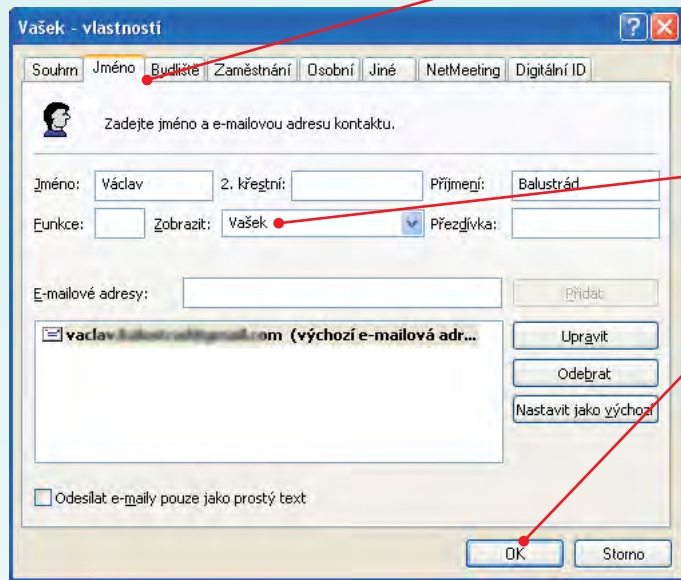 Vašek - vlastnosti
Souhrn Jméno Bydliště Zaměstnání Osobní Jiné NetMeeting Digitální ID
Zadejte jméno a e-mailovou adresu kontaktu.
Jméno: Václav 2. křestní: Příjmení: Balustrád
Funkce: Zobrazit: Vašek Přezdívka:
E-mailové adresy: Přidat
(výchozí e-mailová adr...
Upravit
Odebrat
Nastavit jako výchozí
Odesílat e-maily pouze jako prostý text
OK Storno